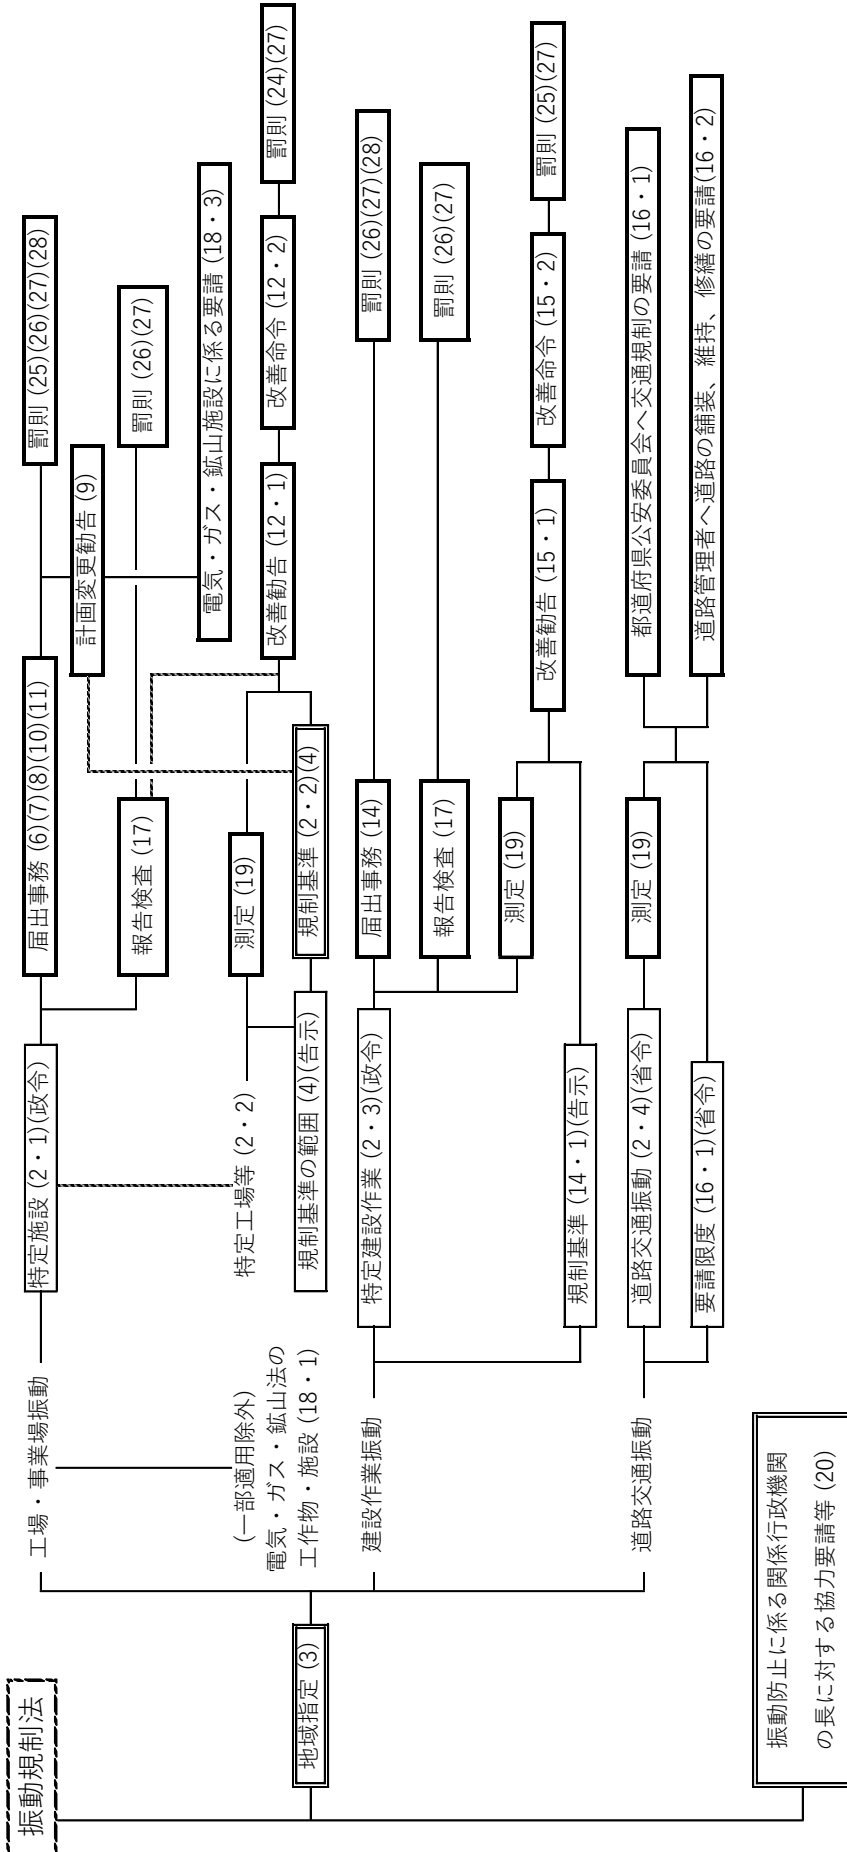 振動規制法
地域指定 (3)
振動防止に係る関係行政機関
の長に対する協力要請等 (20)
工場・事業場振動
(一部適用除外)
電気・ガス・鉱山法の
工作物・施設 (18・1)
特定施設 (2・1)(政令)
特定工場等 (2・2)
規制基準の範囲 (4)(告示)
届出事務 (6)(7)(8)(10)(11)
報告検査 (17)
測定 (19)
規制基準 (2・2)(4)
計画変更勧告 (9)
罰則 (25)(26)(27)(28)
罰則 (26)(27)
電気・ガス・鉱山施設に係る要請 (18・3)
改善勧告 (12・1)
改善命令 (12・2)
罰則 (24)(27)
建設作業振動
特定建設作業 (2・3)(政令)
規制基準 (14・1)(告示)
届出事務 (14)
報告検査 (17)
測定 (19)
罰則 (26)(27)(28)
罰則 (26)(27)
改善勧告 (15・1)
改善命令 (15・2)
罰則 (25)(27)
道路交通振動
道路交通振動 (2・4)(省令)
要請限度 (16・1)(省令)
測定 (19)
都道府県公安委員会へ交通規制の要請 (16・1)
道路管理者へ道路の舗装、維持、修繕の要請(16・2)